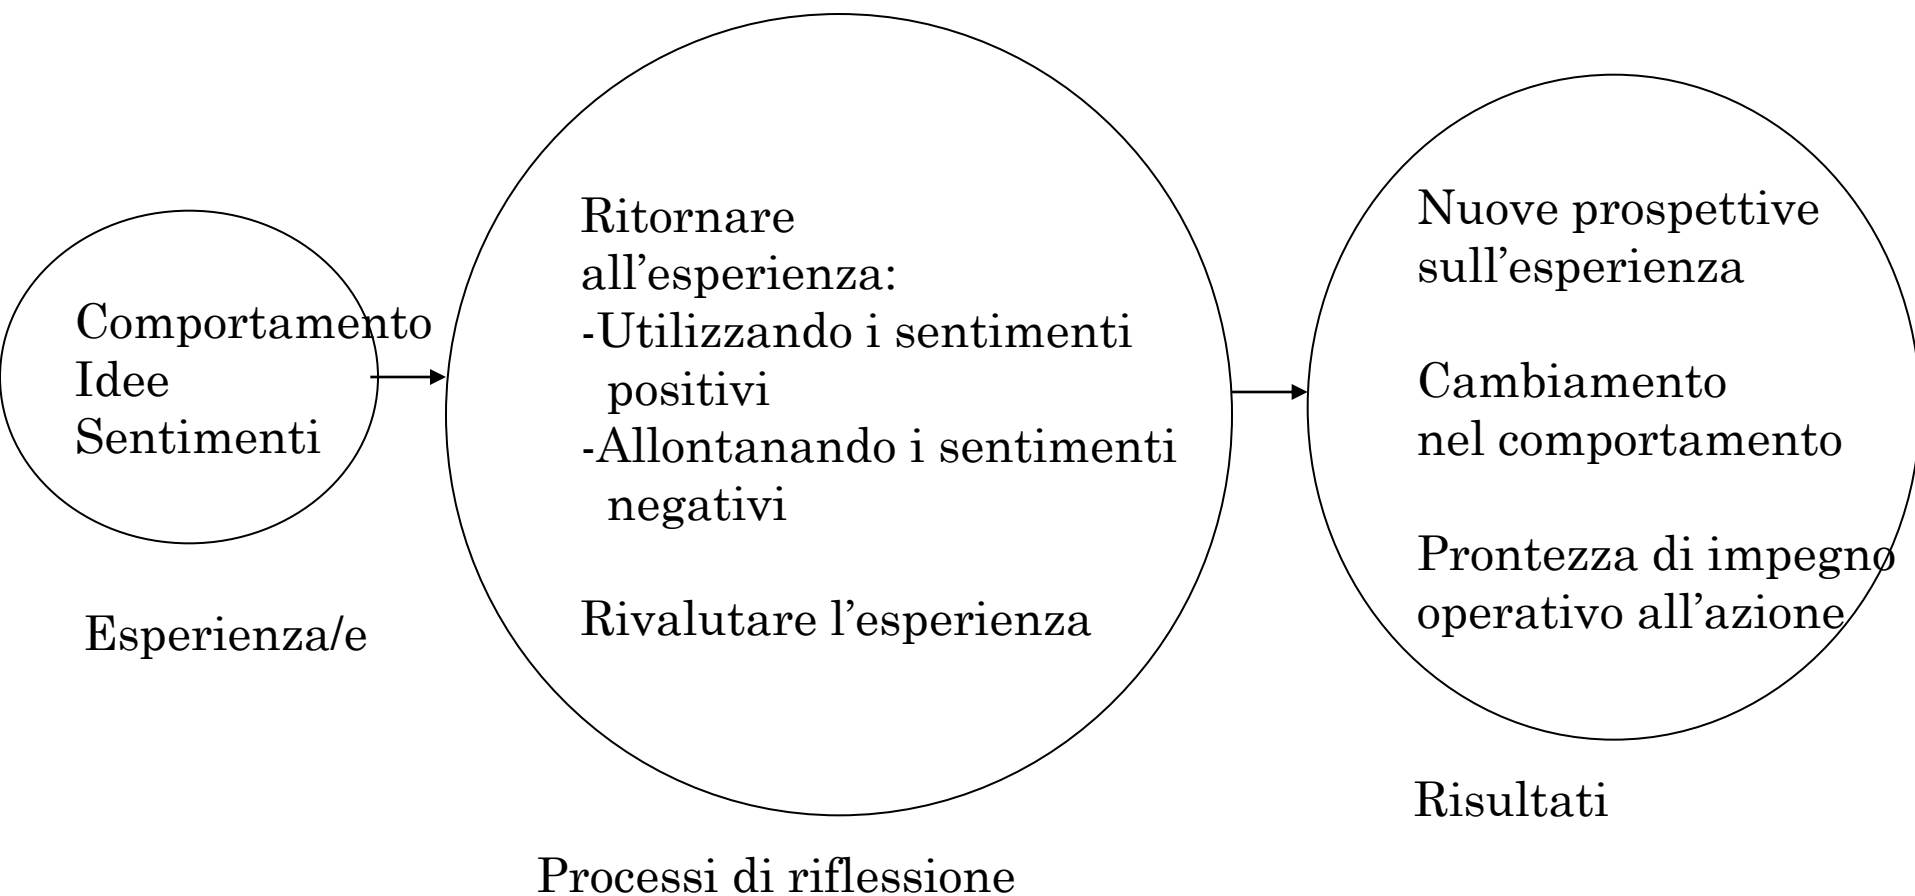 Comportamento
Idee
Sentimenti
Esperienza/e
Ritornare
all’esperienza:
-Utilizzando i sentimenti
positivi
-Allontanando i sentimenti
negativi
Rivalutare l’esperienza
Processi di riflessione
Nuove prospettive
sull’esperienza
Cambiamento
nel comportamento
Prontezza di impegno
operativo all’azione
Risultati